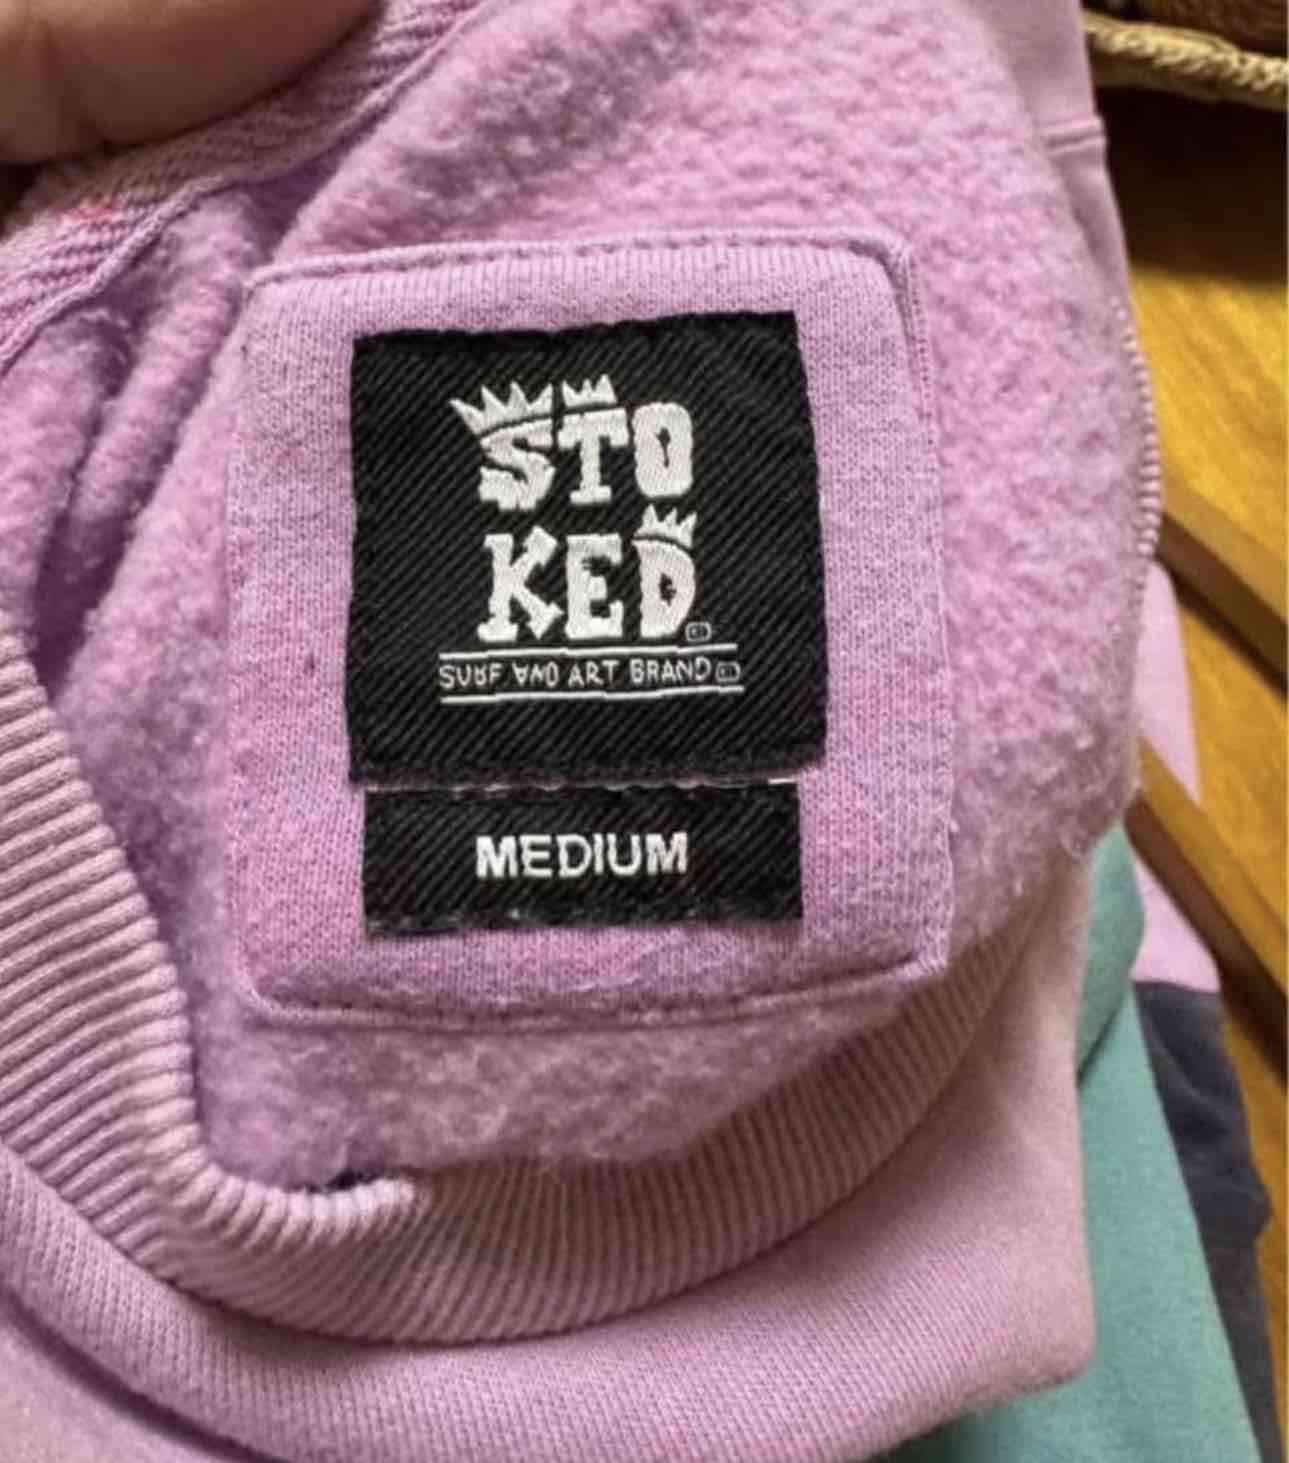 STO
KED
SURF AND ART BRAND
MEDIUM